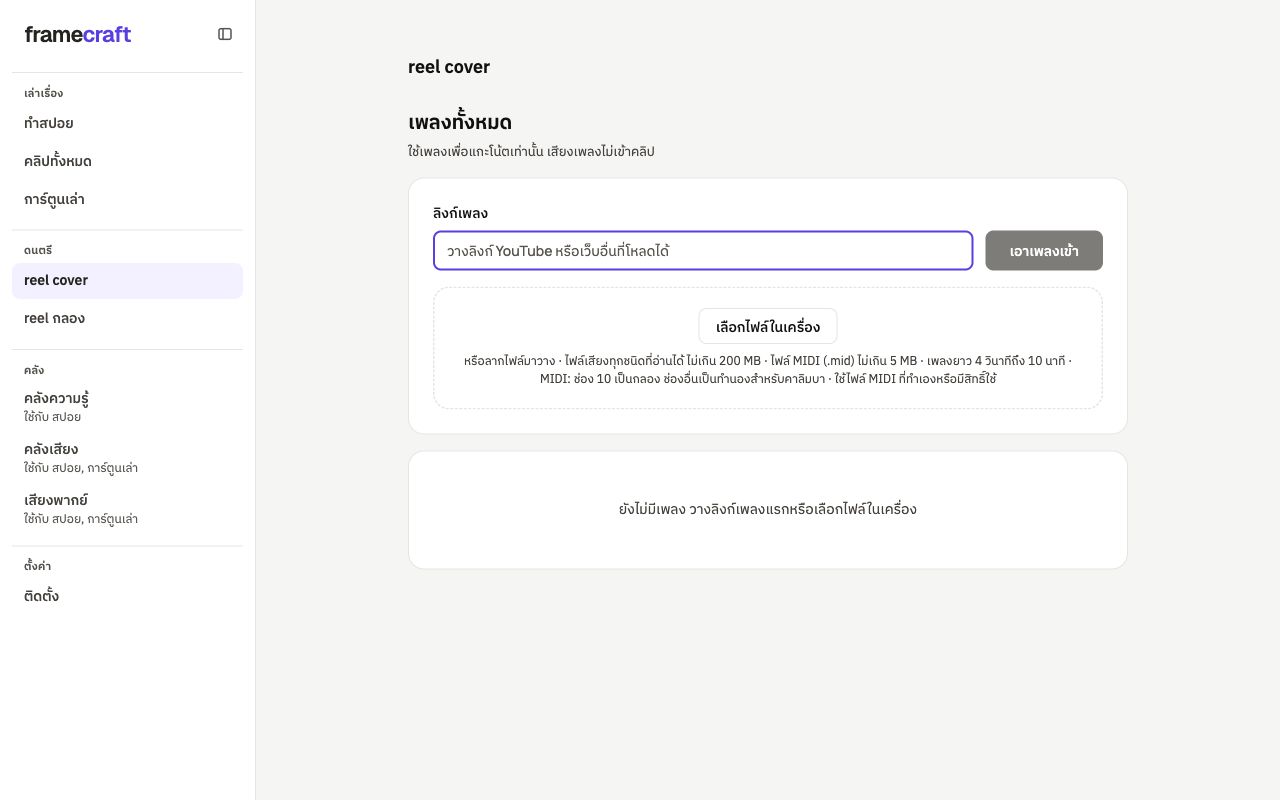 framecraft
เล่าเรื่อง
ทำสปอย
คลิปทั้งหมด
การ์ตูนเล่า
ดนตรี
reel cover
reel กลอง
คลัง
คลังความรู้
ใช้กับ สปอย
คลังเสียง
ใช้กับ สปอย, การ์ตูนเล่า
เสียงพากย์
ใช้กับ สปอย, การ์ตูนเล่า
ตั้งค่า
ติดตั้ง
reel cover
เพลงทั้งหมด
ใช้เพลงเพื่อแกะโน้ตเท่านั้น เสียงเพลงไม่เข้าคลิป
ลิงก์เพลง
วางลิงก์ YouTube หรือเว็บอื่นที่โหลดได้
เอาเพลงเข้า
เลือกไฟล์ในเครื่อง
หรือลากไฟล์มาวาง · ไฟล์เสียงทุกชนิดที่อ่านได้ ไม่เกิน 200 MB · ไฟล์ MIDI (.mid) ไม่เกิน 5 MB · เพลงยาว 4 วินาทีถึง 10 นาที ·
MIDI: ช่อง 10 เป็นกลอง ช่องอื่นเป็นทำนองสำหรับคาลิมบา · ใช้ไฟล์ MIDI ที่ทำเองหรือมีสิทธิ์ใช้
ยังไม่มีเพลง วางลิงก์เพลงแรกหรือเลือกไฟล์ในเครื่อง